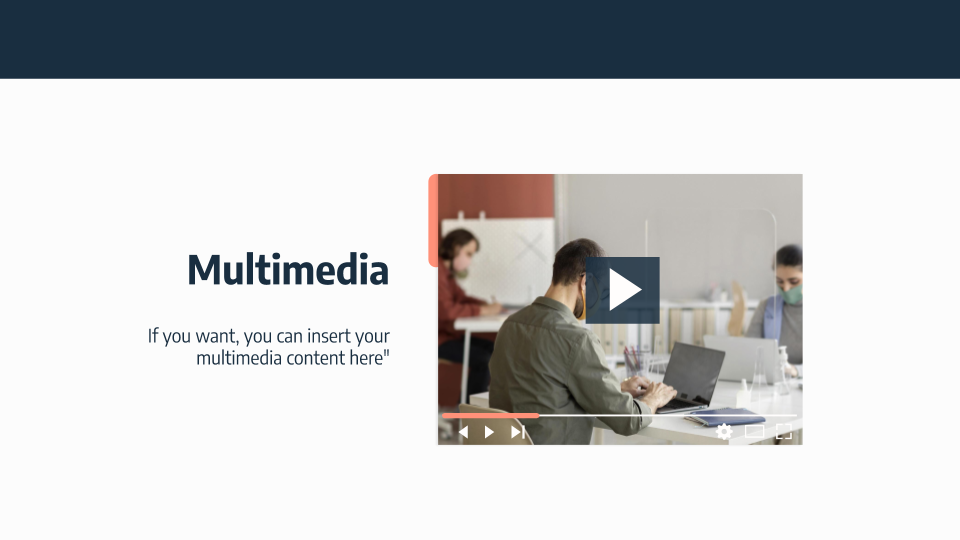 Multimedia
If you want, you can insert your
multimedia content here"